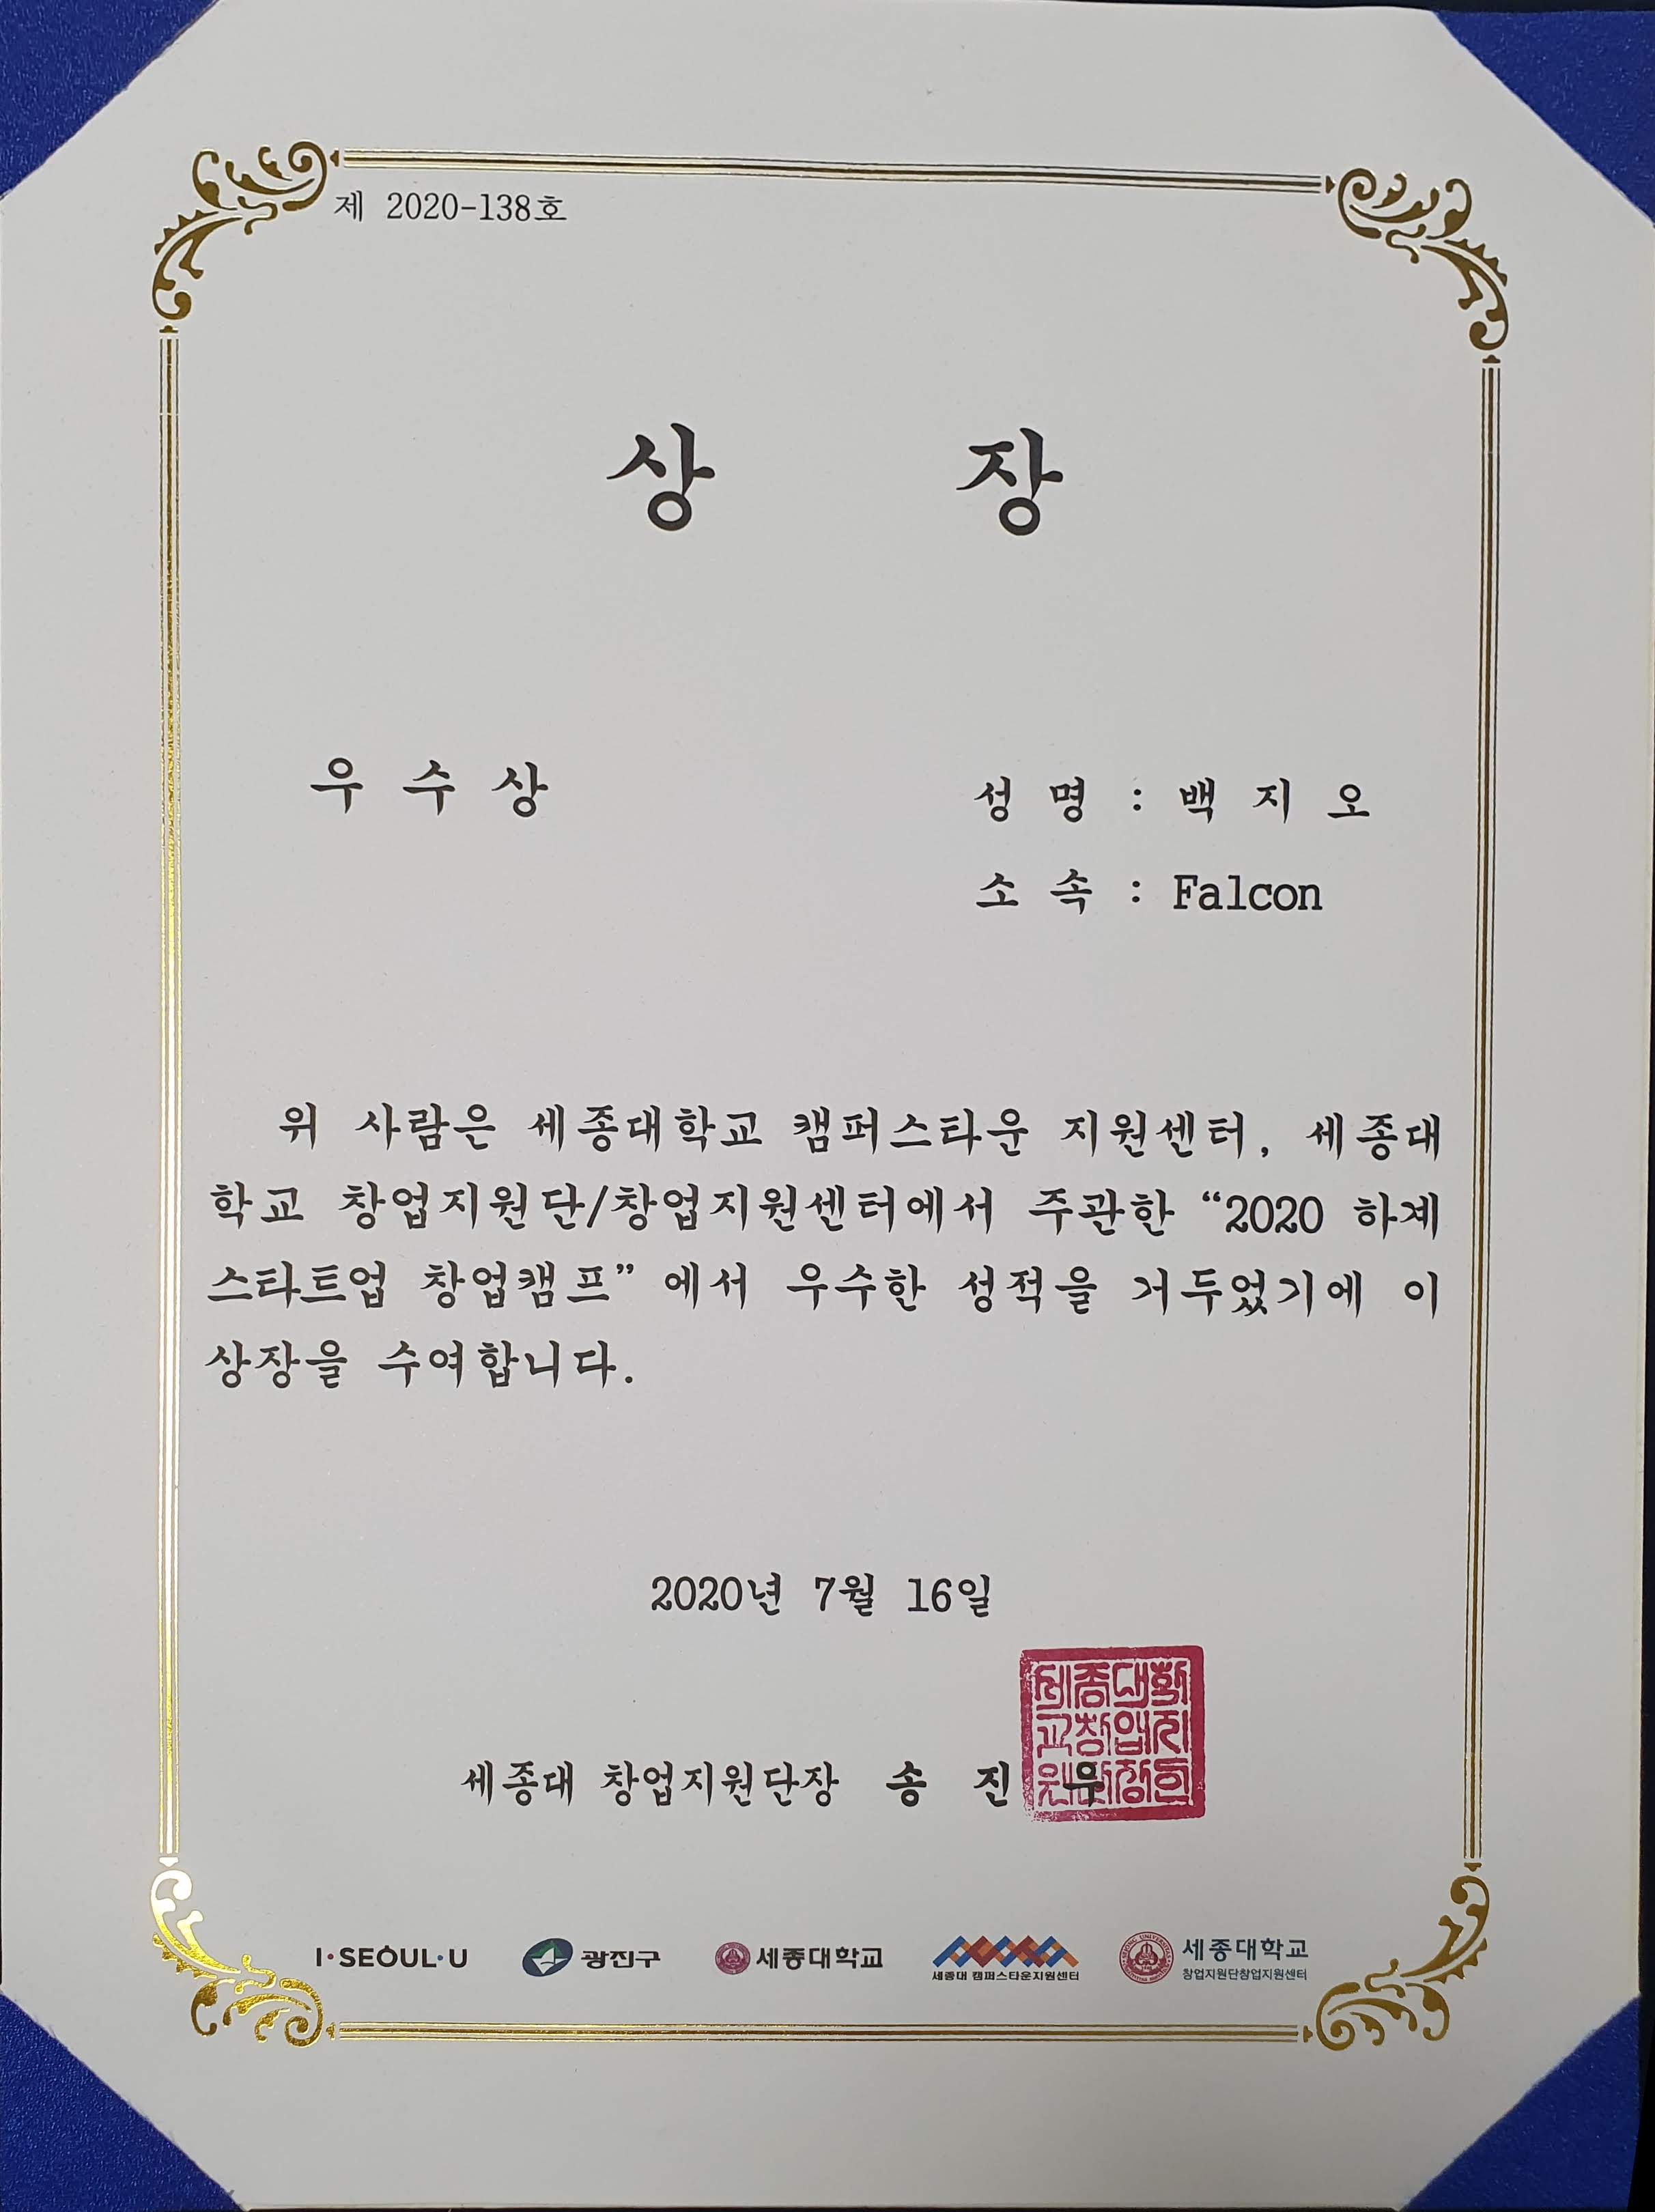 제 2020-138호
상 장
우 수 상
성 명 : 백 지 오
소 속 : Falcon
위 사람은 세종대학교 캠퍼스타운 지원센터, 세종대
학교 창업지원단/창업지원센터에서 주관한 “2020 하계
스타트업 창업캠프” 에서 우수한 성적을 거두었기에 이
상장을 수여합니다.
2020년 7월 16일
세종대학
교창업지
원단장인
세종대 창업지원단장 송 진 우
I·SEOUL·U 광진구 세종대학교 세종대 캠퍼스타운지원센터 세종대학교
창업지원단창업지원센터